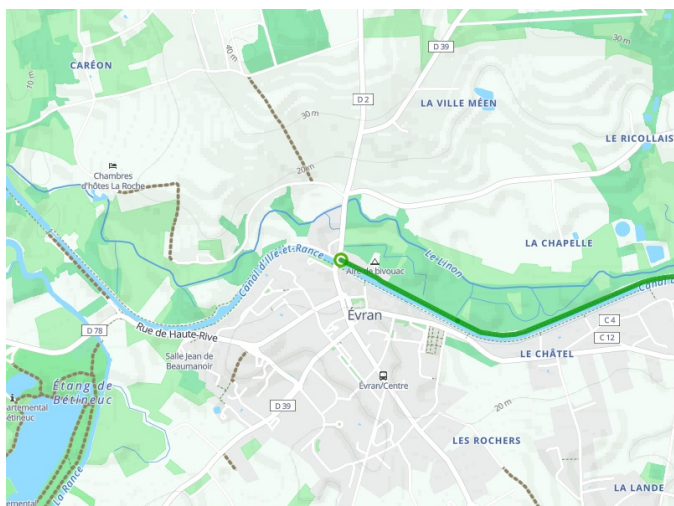 30 m
D 39
40 m
CARÉON
70 m
D 2
LA VILLE MÉEN
30 m
LE RICOLLAIS
20 m
Chambres
d'hôtes La Roche
LA CHAPELLE
Le Linon
Canal d'Ille-et-Rance
Aire de bivouac
Évran
C 4
D 78
Rue de Haute-Rive
C 12
LE CHÂTEL
Salle Jean de
Beaumanoir
Étang de
Bétineuc
Évran/Centre
D 39
20 m
LES ROCHERS
La Rance
LA LANDE